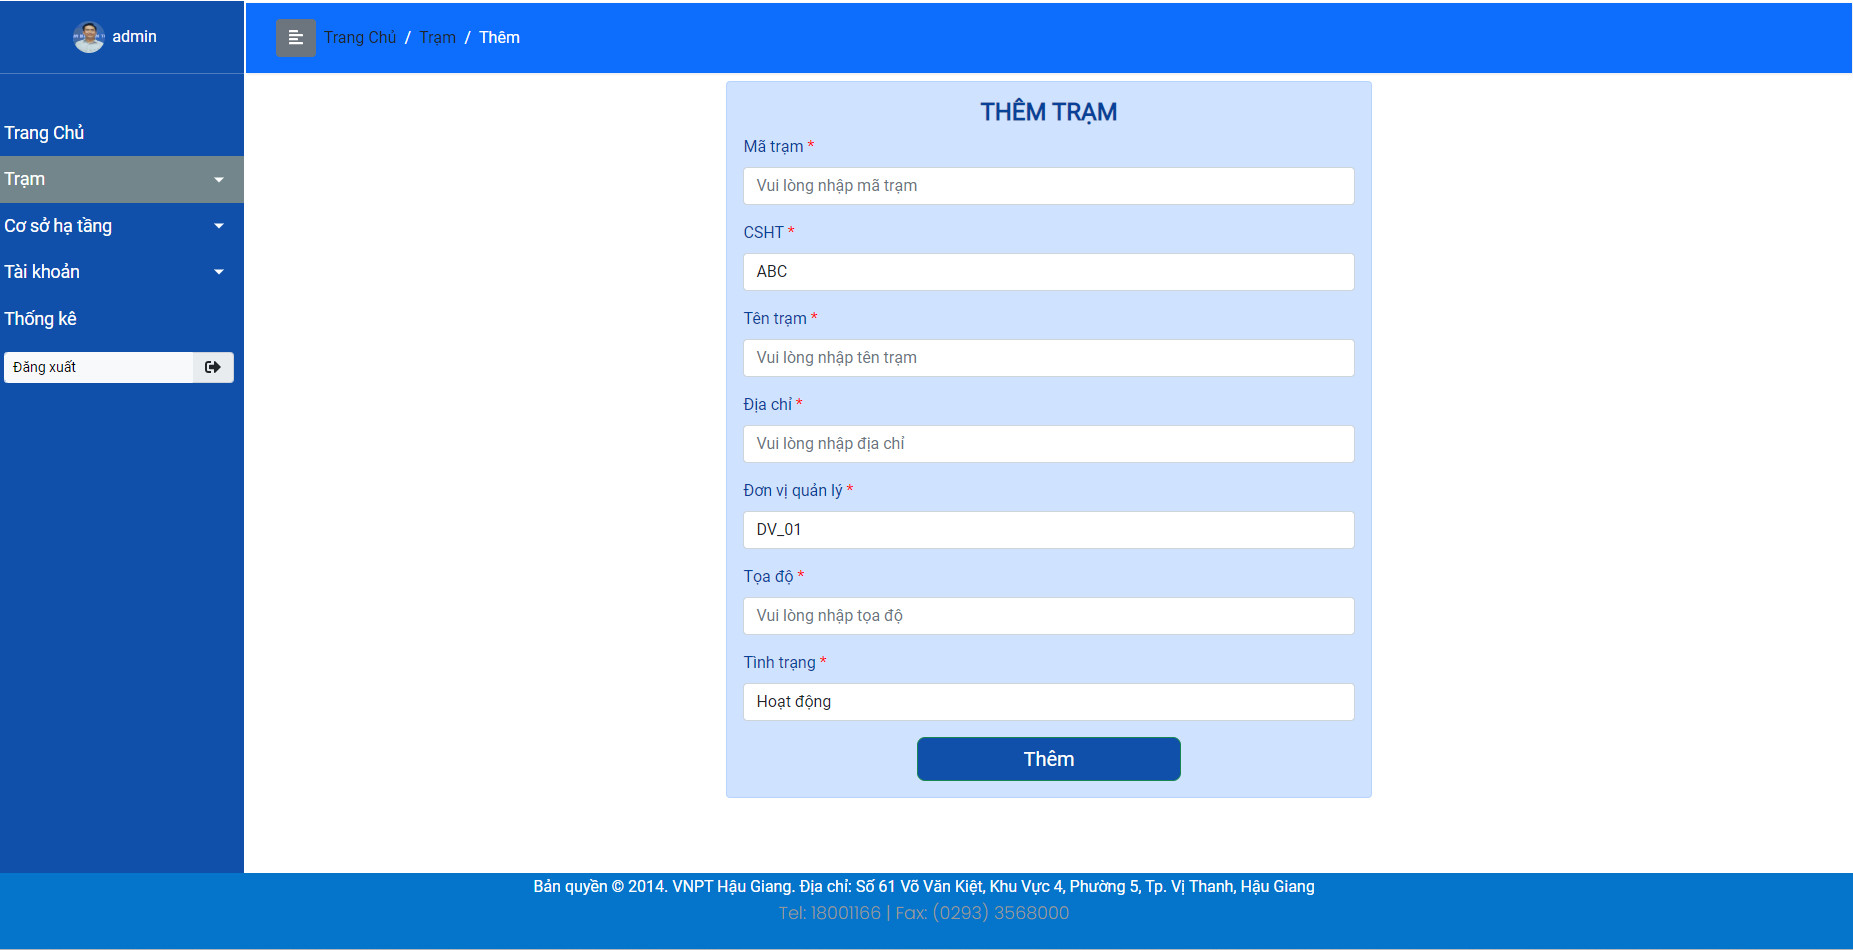 admin
Trang Chủ / Trạm / Thêm
Trang Chủ
Trạm
Cơ sở hạ tầng
Tài khoản
Thống kê
Đăng xuất
THÊM TRẠM
Mã trạm *
Vui lòng nhập mã trạm
CSHT *
ABC
Tên trạm *
Vui lòng nhập tên trạm
Địa chỉ *
Vui lòng nhập địa chỉ
Đơn vị quản lý *
DV_01
Tọa độ *
Vui lòng nhập tọa độ
Tình trạng *
Hoạt động
Thêm
Bản quyền © 2014. VNPT Hậu Giang. Địa chỉ: Số 61 Võ Văn Kiệt, Khu Vực 4, Phường 5, Tp. Vị Thanh, Hậu Giang
Tel: 18001166 | Fax: (0293) 3568000